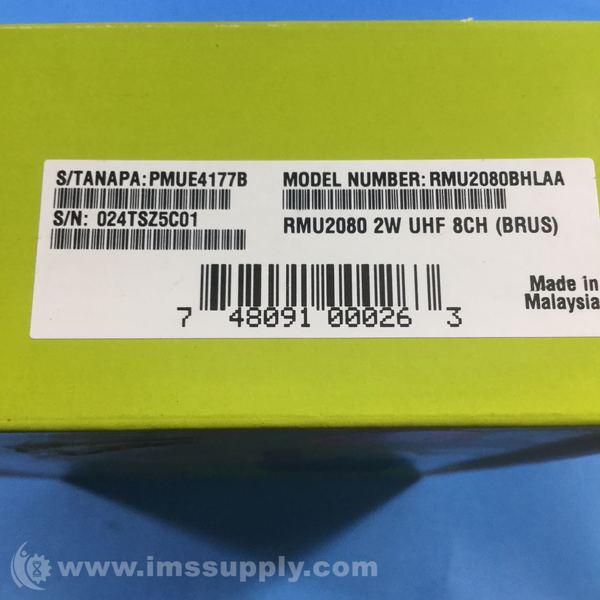 S/TANAPA:PMUE4177B
MODEL NUMBER: RMU2080BHLAA
S/N: 024TSZ5C01
RMU2080 2W UHF 8CH (BRUS)
7 48091 00026 3
Made in
Malaysia
www.imssupply.com